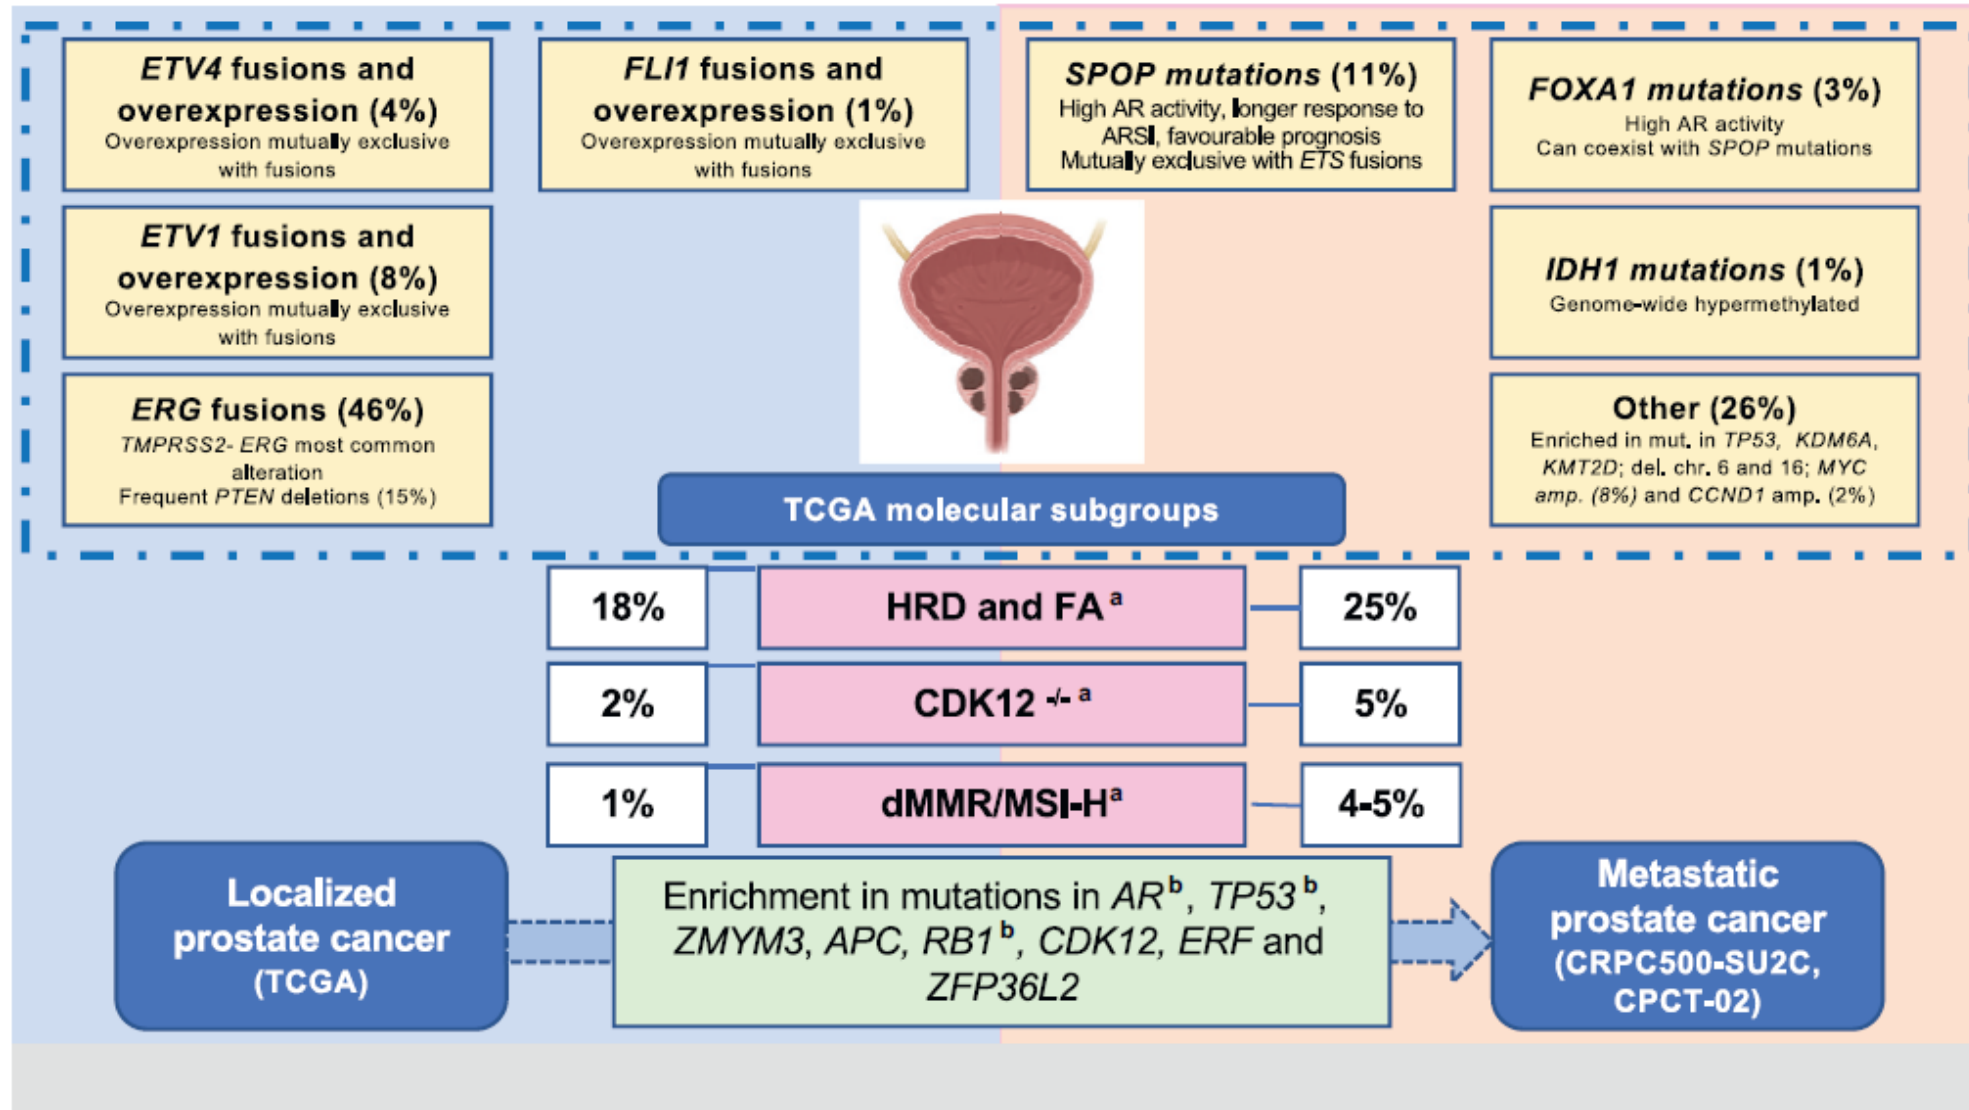 ETV4 fusions and
overexpression (4%)
Overexpression mutually exclusive
with fusions
FLI1 fusions and
overexpression (1%)
Overexpression mutually exclusive
with fusions
SPOP mutations (11%)
High AR activity, longer response to
ARSI, favourable prognosis
Mutually exclusive with ETS fusions
FOXA1 mutations (3%)
High AR activity
Can coexist with SPOP mutations
ETV1 fusions and
overexpression (8%)
Overexpression mutually exclusive
with fusions
IDH1 mutations (1%)
Genome-wide hypermethylated
ERG fusions (46%)
TMPRSS2- ERG most common
alteration
Frequent PTEN deletions (15%)
Other (26%)
Enriched in mut. in TP53, KDM6A,
KMT2D; del. chr. 6 and 16; MYC
amp. (8%) and CCND1 amp. (2%)
TCGA molecular subgroups
18%
HRD and FA a
25%
2%
CDK12 -/- a
5%
1%
dMMR/MSI-H a
4-5%
Localized
prostate cancer
(TCGA)
Enrichment in mutations in AR b, TP53 b,
ZMYM3, APC, RB1 b, CDK12, ERF and
ZFP36L2
Metastatic
prostate cancer
(CRPC500-SU2C,
CPCT-02)